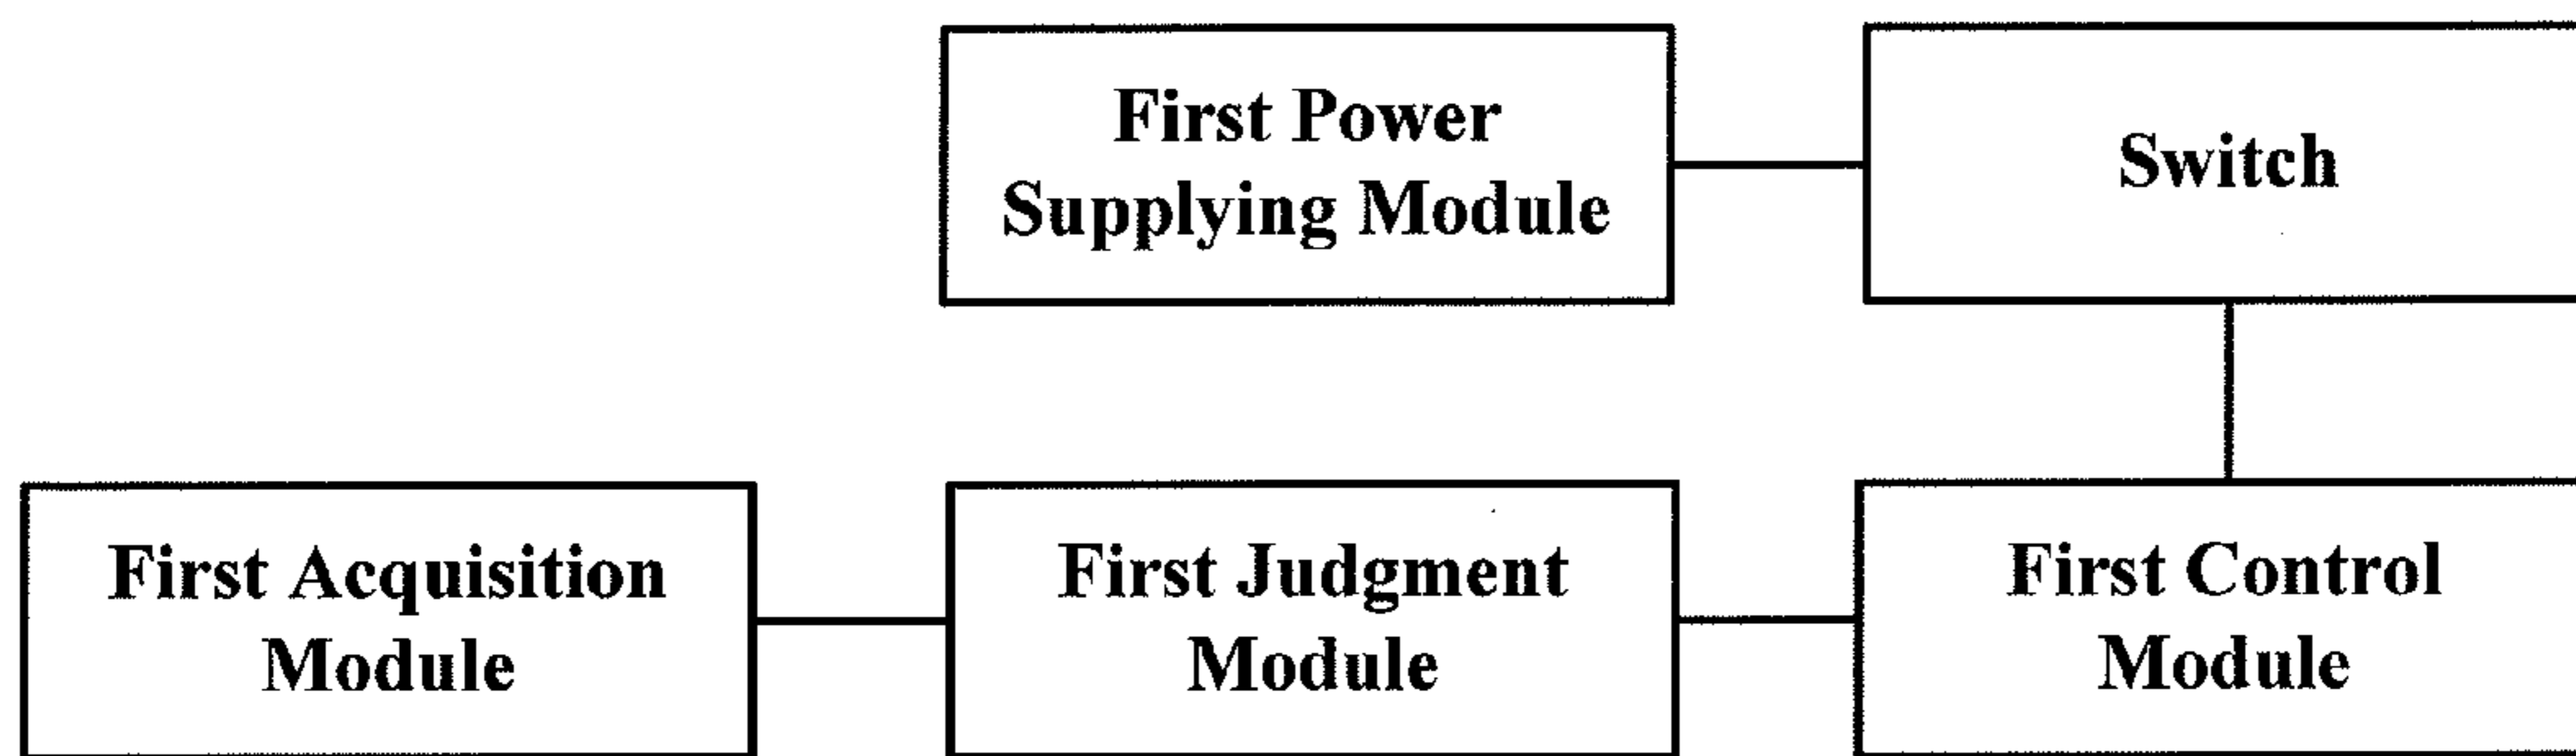 First Power
Supplying Module
Switch
First Acquisition
Module
First Judgment
Module
First Control
Module